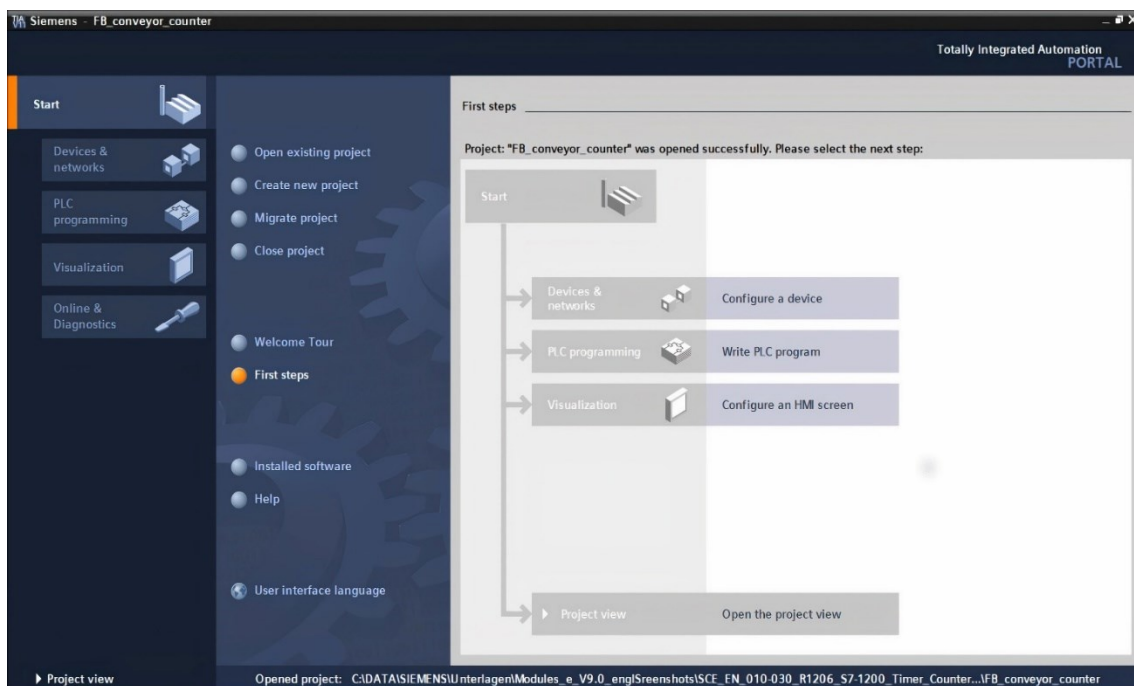 Siemens - FB_conveyor_counter
Totally Integrated Automation
PORTAL
Start
Devices &
networks
PLC
programming
Visualization
Online &
Diagnostics
Open existing project
Create new project
Migrate project
Close project
Welcome Tour
First steps
Installed software
Help
User interface language
First steps
Project: "FB_conveyor_counter" was opened successfully. Please select the next step:
Start
Devices &
networks
Configure a device
PLC programming
Write PLC program
Visualization
Configure an HMI screen
Project view
Open the project view
Project view
Opened project: C:\DATA\SIEMENS\Unterlagen\Modules_e_V9.0_englSreenshots\SCE_EN_010-030_R1206_S7-1200_Timer_Counter...\FB_conveyor_counter